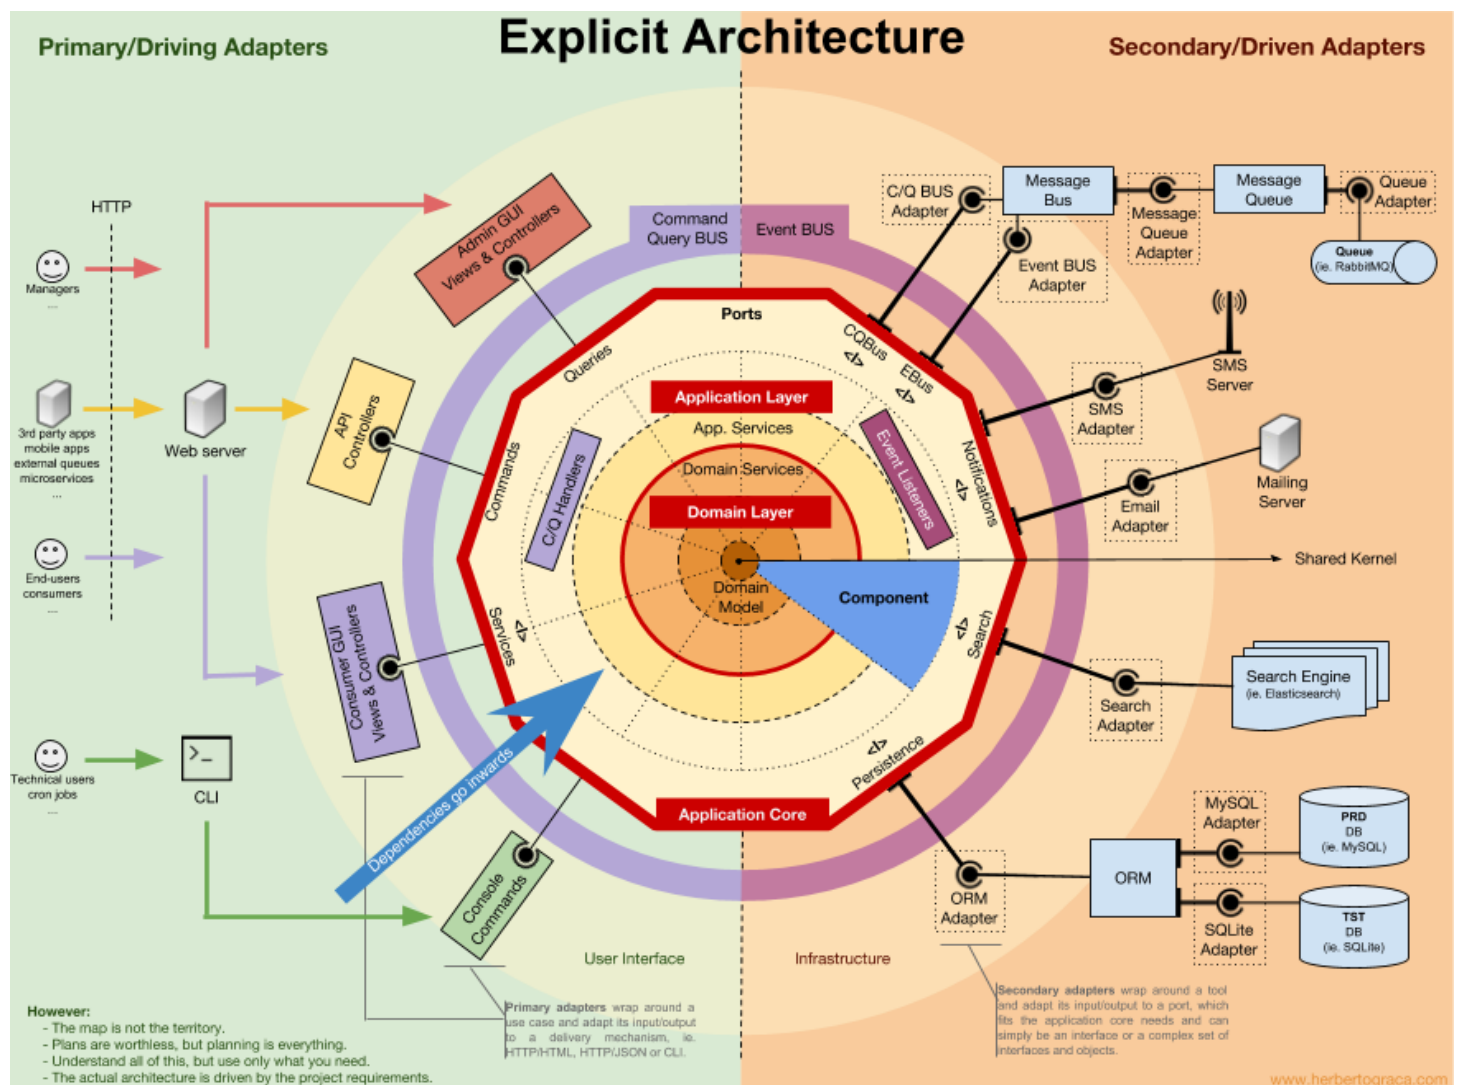 Explicit Architecture
Primary/Driving Adapters
Secondary/Driven Adapters
HTTP
Managers
...
3rd party apps
mobile apps
external queues
microservices
...
Web server
End-users
consumers
...
Technical users
cron jobs
...
>_
CLI
Admin GUI
Views & Controllers
API
Controllers
Consumer GUI
Views & Controllers
Console
Commands
Command
Query BUS
Event BUS
Ports
Queries
Commands
Services
</>
C/Q Handlers
Application Layer
App. Services
Domain Services
Domain Layer
Domain
Model
Component
Event Listeners
CQBus
</>
EBus
</>
Notifications
</>
Search
</>
Persistence
</>
Application Core
Dependencies go inwards
C/Q BUS
Adapter
Message
Bus
Event BUS
Adapter
Message
Queue
Adapter
Message
Queue
Queue
Adapter
Queue
(ie. RabbitMQ)
SMS
Adapter
SMS
Server
Email
Adapter
Mailing
Server
Shared Kernel
Search
Adapter
Search Engine
(ie. Elasticsearch)
ORM
Adapter
ORM
MySQL
Adapter
PRD
DB
(ie. MySQL)
SQLite
Adapter
TST
DB
(ie. SQLite)
User Interface
Infrastructure
Primary adapters wrap around a
use case and adapt its input/output
to a delivery mechanism, ie.
HTTP/HTML, HTTP/JSON or CLI.
Secondary adapters wrap around a tool
and adapt its input/output to a port, which
fits the application core needs and can
simply be an interface or a complex set of
interfaces and objects.
However:
- The map is not the territory.
- Plans are worthless, but planning is everything.
- Understand all of this, but use only what you need.
- The actual architecture is driven by the project requirements.
www.herbertograca.com